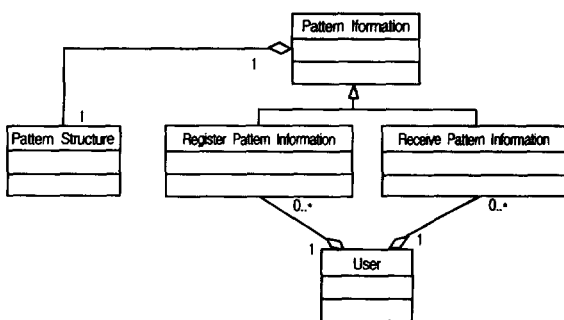 Pattern Iformation
1
1
Pattern Structure
Register Pattern Information
Receive Pattern Information
0..*
0..*
1
1
User